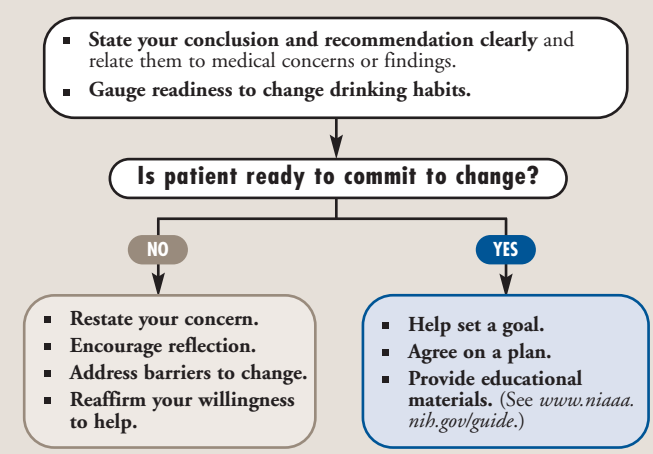 ▪ State your conclusion and recommendation clearly and
relate them to medical concerns or findings.
▪ Gauge readiness to change drinking habits.
Is patient ready to commit to change?
NO
YES
▪ Restate your concern.
▪ Encourage reflection.
▪ Address barriers to change.
▪ Reaffirm your willingness
to help.
▪ Help set a goal.
▪ Agree on a plan.
▪ Provide educational
materials. (See www.niaaa.
nih.gov/guide.)